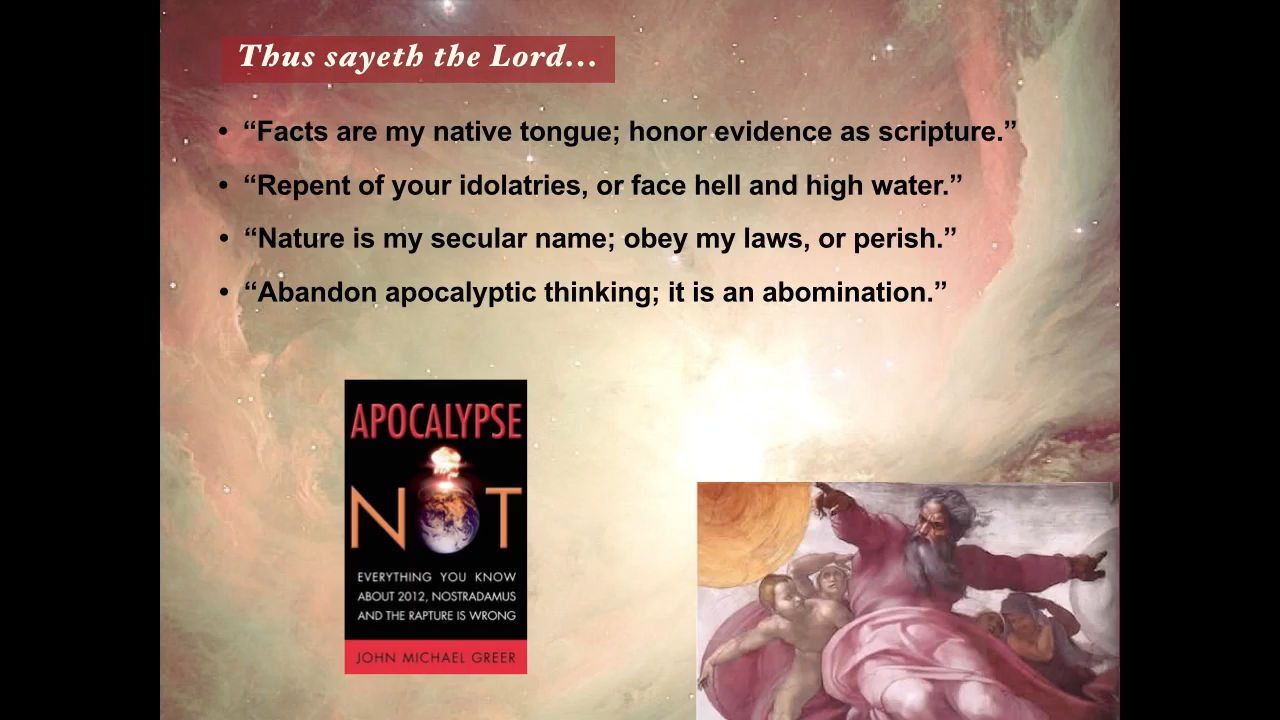 Thus sayeth the Lord...
• “Facts are my native tongue; honor evidence as scripture.”
• “Repent of your idolatries, or face hell and high water.”
• “Nature is my secular name; obey my laws, or perish.”
• “Abandon apocalyptic thinking; it is an abomination.”
APOCALYPSE
NOT
EVERYTHING YOU KNOW
ABOUT 2012, NOSTRADAMUS
AND THE RAPTURE IS WRONG
JOHN MICHAEL GREER